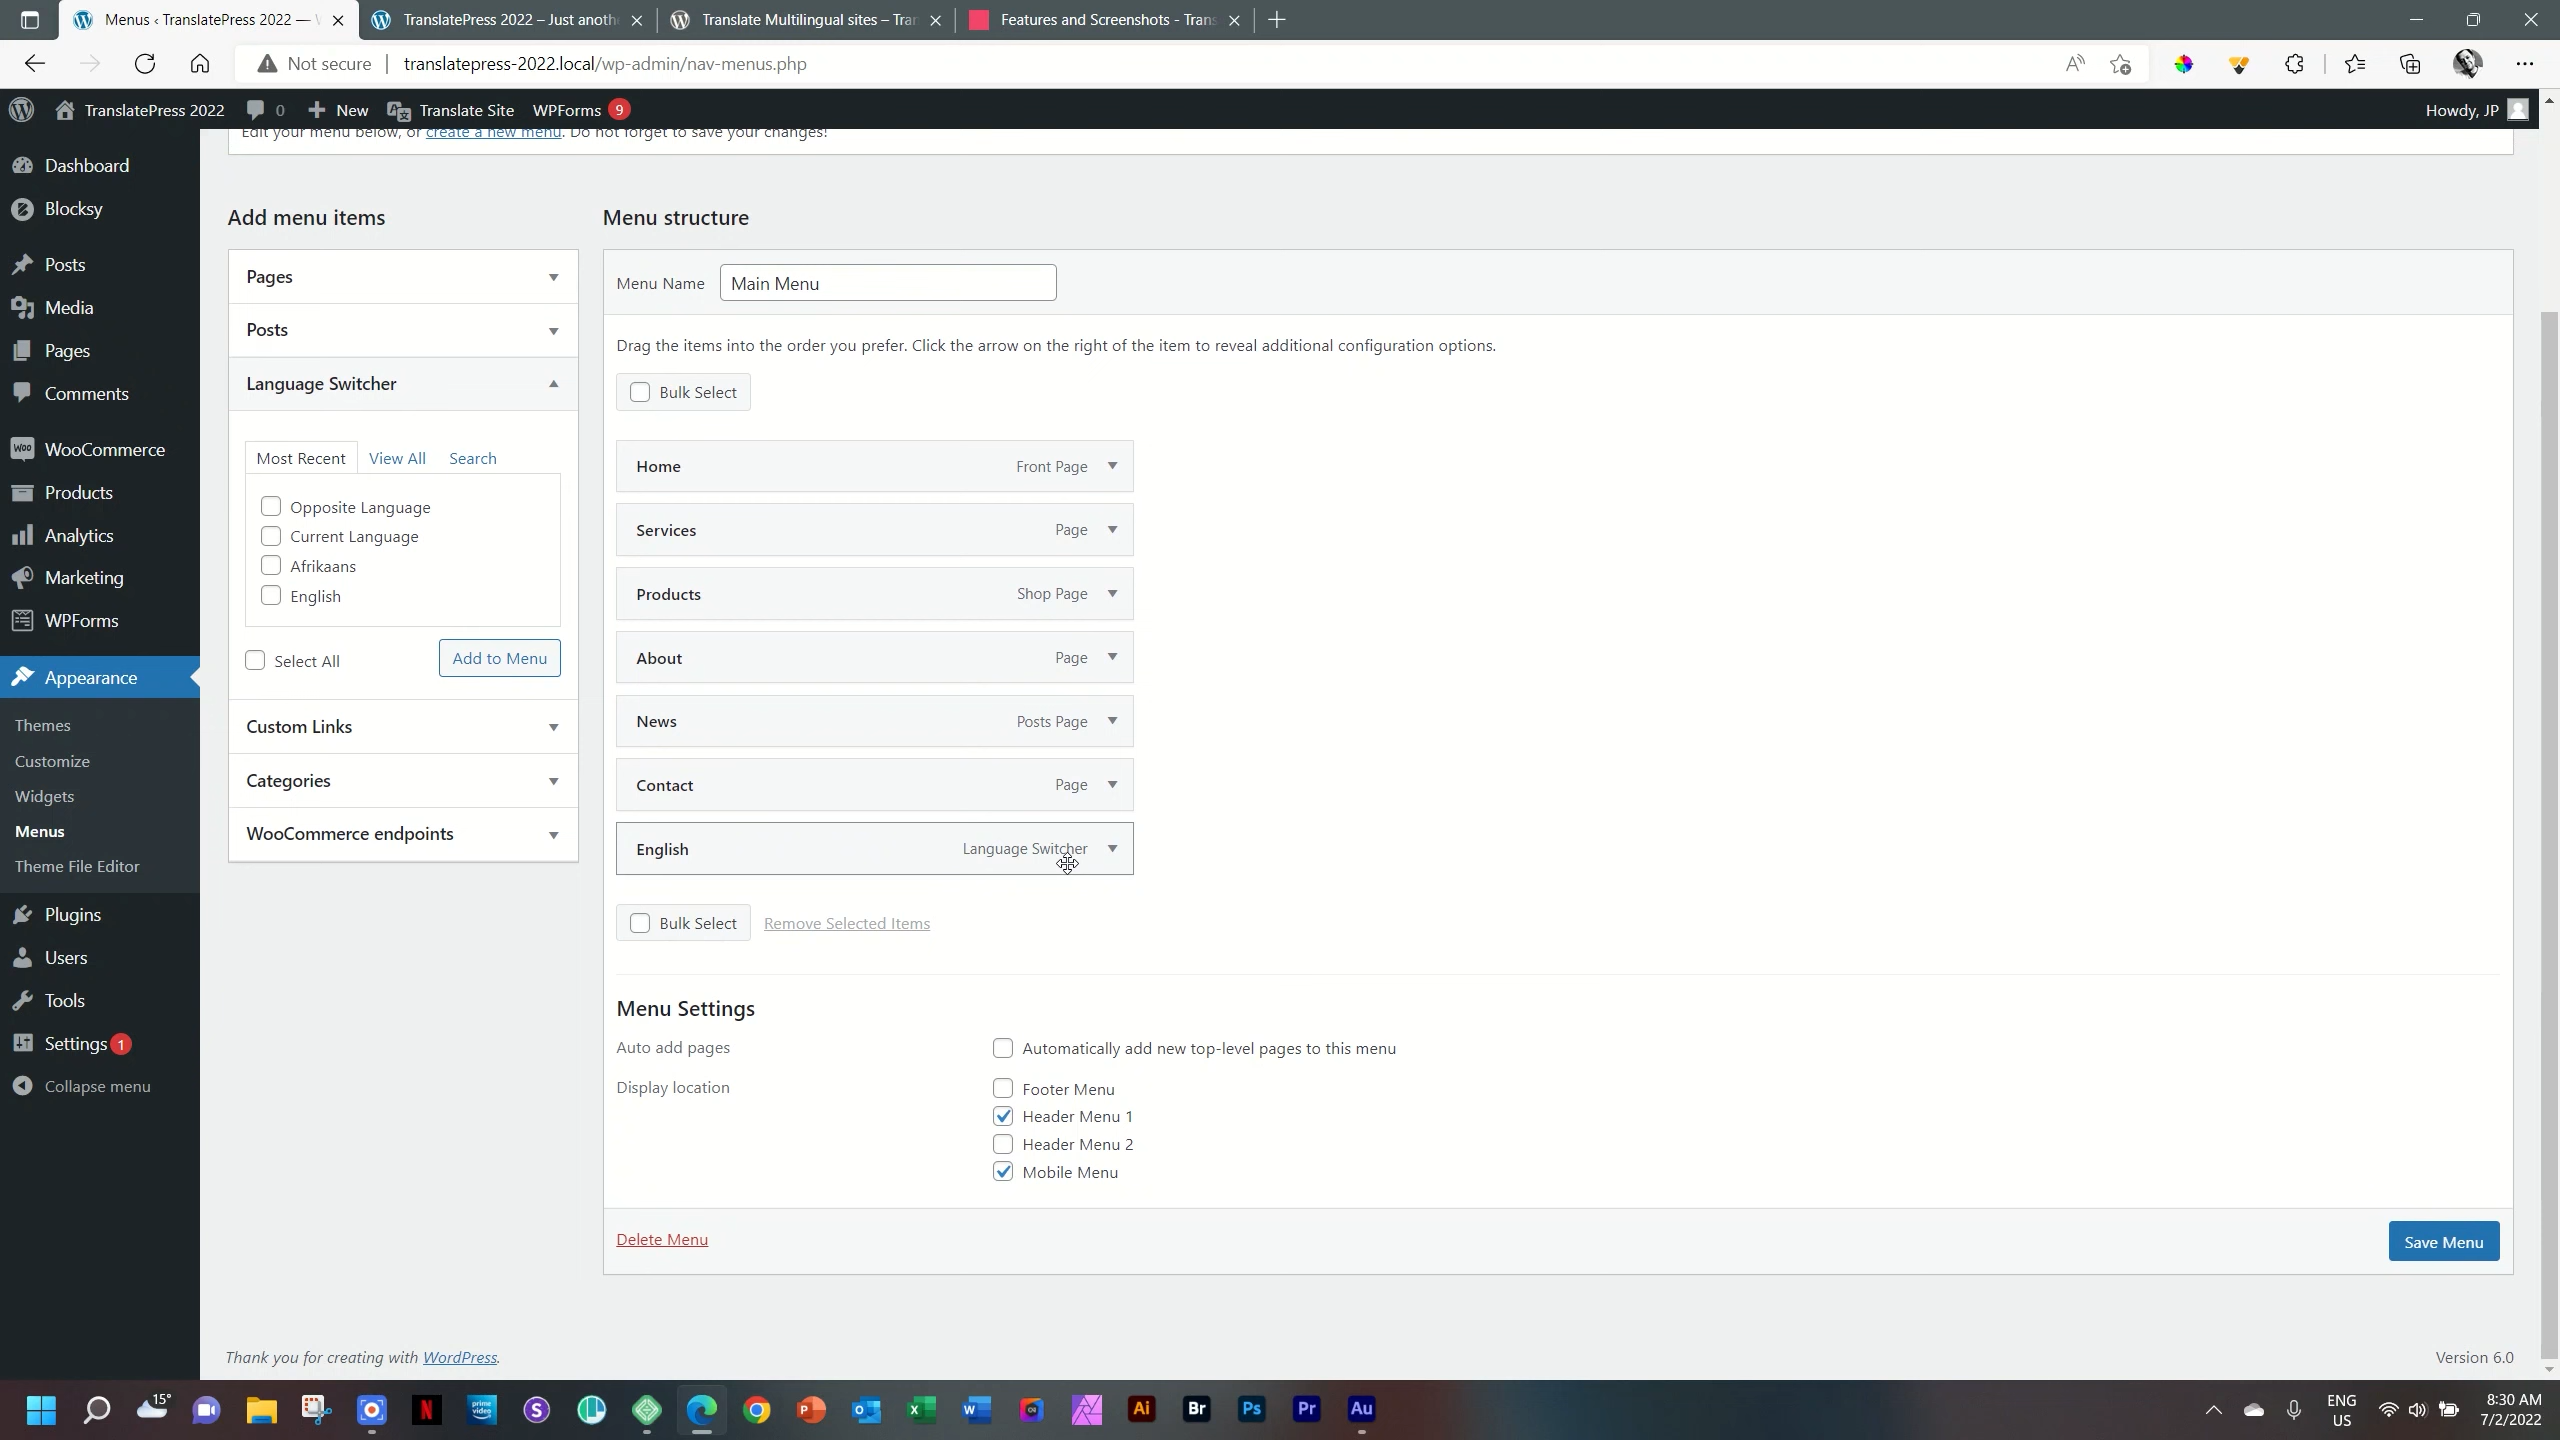 Menus ‹ TranslatePress 2022 —
TranslatePress 2022 – Just anoth
Translate Multilingual sites – Tran
Features and Screenshots - Trans
Not secure
translatepress-2022.local/wp-admin/nav-menus.php
TranslatePress 2022
0
New
Translate Site
WPForms 9
Howdy, JP
Edit your menu below, or create a new menu. Do not forget to save your changes!
Dashboard
Blocksy
Posts
Media
Pages
Comments
WooCommerce
Products
Analytics
Marketing
WPForms
Appearance
Themes
Customize
Widgets
Menus
Theme File Editor
Plugins
Users
Tools
Settings 1
Collapse menu
Add menu items
Pages
Posts
Language Switcher
Most Recent
View All
Search
Opposite Language
Current Language
Afrikaans
English
Select All
Add to Menu
Custom Links
Categories
WooCommerce endpoints
Menu structure
Menu Name
Main Menu
Drag the items into the order you prefer. Click the arrow on the right of the item to reveal additional configuration options.
Bulk Select
Home Front Page
Services Page
Products Shop Page
About Page
News Posts Page
Contact Page
English Language Switcher
Bulk Select
Remove Selected Items
Menu Settings
Auto add pages
Automatically add new top-level pages to this menu
Display location
Footer Menu
Header Menu 1
Header Menu 2
Mobile Menu
Delete Menu
Save Menu
Thank you for creating with WordPress.
Version 6.0
15°
N
prime video
S
Ai
Br
Ps
Pr
Au
ENG
US
8:30 AM
7/2/2022